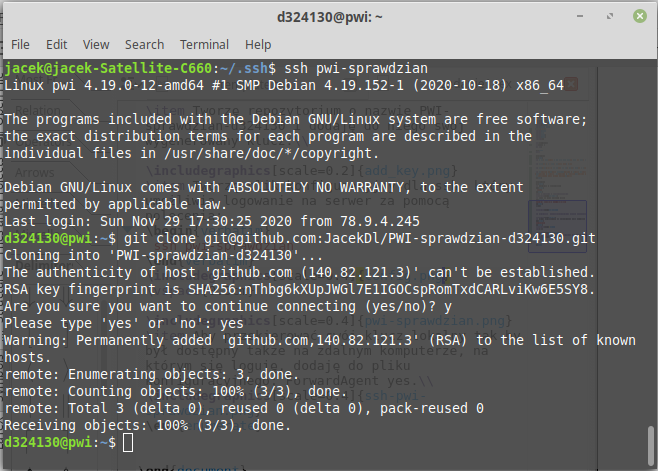 d324130@pwi: ~
File Edit View Search Terminal Help
jacek@jacek-Satellite-C660:~/.ssh$ ssh pwi-sprawdzian
Linux pwi 4.19.0-12-amd64 #1 SMP Debian 4.19.152-1 (2020-10-18) x86_64
The programs included with the Debian GNU/Linux system are free software;
the exact distribution terms for each program are described in the
individual files in /usr/share/doc/*/copyright.
Debian GNU/Linux comes with ABSOLUTELY NO WARRANTY, to the extent
permitted by applicable law.
Last login: Sun Nov 29 17:30:25 2020 from 78.9.4.245
d324130@pwi:~$ git clone git@github.com:JacekDl/PWI-sprawdzian-d324130.git
Cloning into 'PWI-sprawdzian-d324130'...
The authenticity of host 'github.com (140.82.121.3)' can't be established.
RSA key fingerprint is SHA256:nThbg6kXUpJWGl7E1IGOCspRomTxdCARLviKw6E5SY8.
Are you sure you want to continue connecting (yes/no)? y
Please type 'yes' or 'no': yes
Warning: Permanently added 'github.com,140.82.121.3' (RSA) to the list of known
hosts.
remote: Enumerating objects: 3, done.
remote: Counting objects: 100% (3/3), done.
remote: Total 3 (delta 0), reused 0 (delta 0), pack-reused 0
Receiving objects: 100% (3/3), done.
d324130@pwi:~$